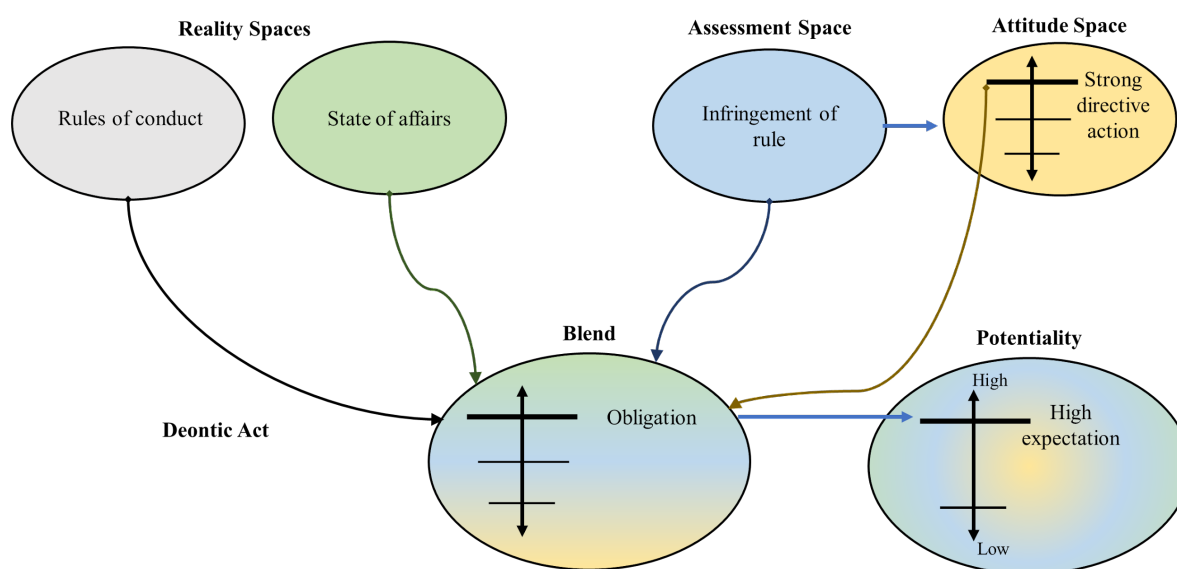 Reality Spaces
Assessment Space
Attitude Space
Rules of conduct
State of affairs
Infringement of
rule
Strong
directive
action
Blend
Potentiality
Deontic Act
Obligation
High
High
expectation
Low